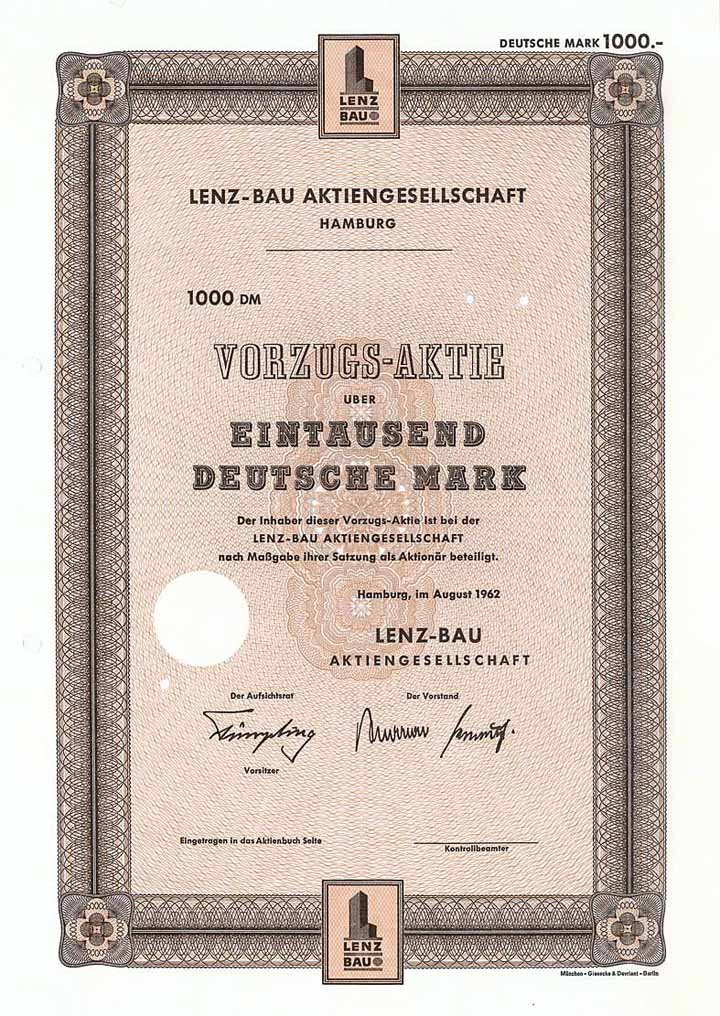 DEUTSCHE MARK 1000.-
LENZ
BAU
LENZ-BAU AKTIENGESELLSCHAFT
HAMBURG
1000 DM
VORZUGS-AKTIE
ÜBER
EINTAUSEND
DEUTSCHE MARK
Der Inhaber dieser Vorzugs-Aktie ist bei der
LENZ-BAU AKTIENGESELLSCHAFT
nach Maßgabe ihrer Satzung als Aktionär beteiligt.
Hamburg, im August 1962
LENZ-BAU
AKTIENGESELLSCHAFT
Der Aufsichtsrat
Der Vorstand
Vorsitzer
Eingetragen in das Aktienbuch Seite
Kontrollbeamter
LENZ
BAU
München - Giesecke & Devrient - Berlin